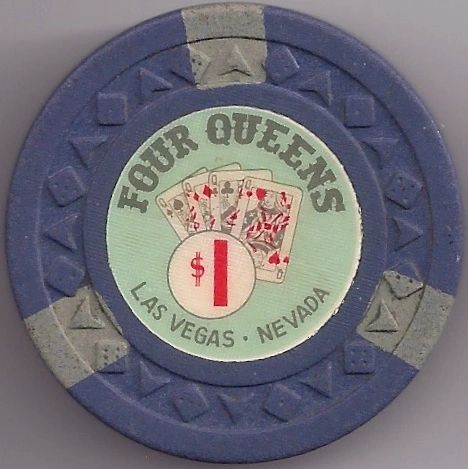 FOUR QUEENS
$1
LAS VEGAS · NEVADA